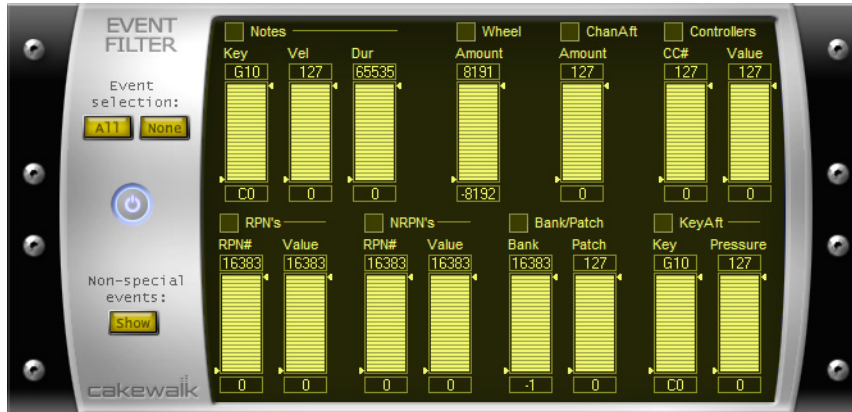 EVENT
FILTER
Event
selection:
All None
Non-special
events:
Show
cakewalk
Notes Wheel ChanAft Controllers
Key Vel Dur Amount Amount CC# Value
G10 127 65535 8191 127 127 127
C0 0 0 -8192 0 0 0
RPN's NRPN's Bank/Patch KeyAft
RPN# Value RPN# Value Bank Patch Key Pressure
16383 16383 16383 16383 16383 127 G10 127
0 0 0 0 -1 0 C0 0